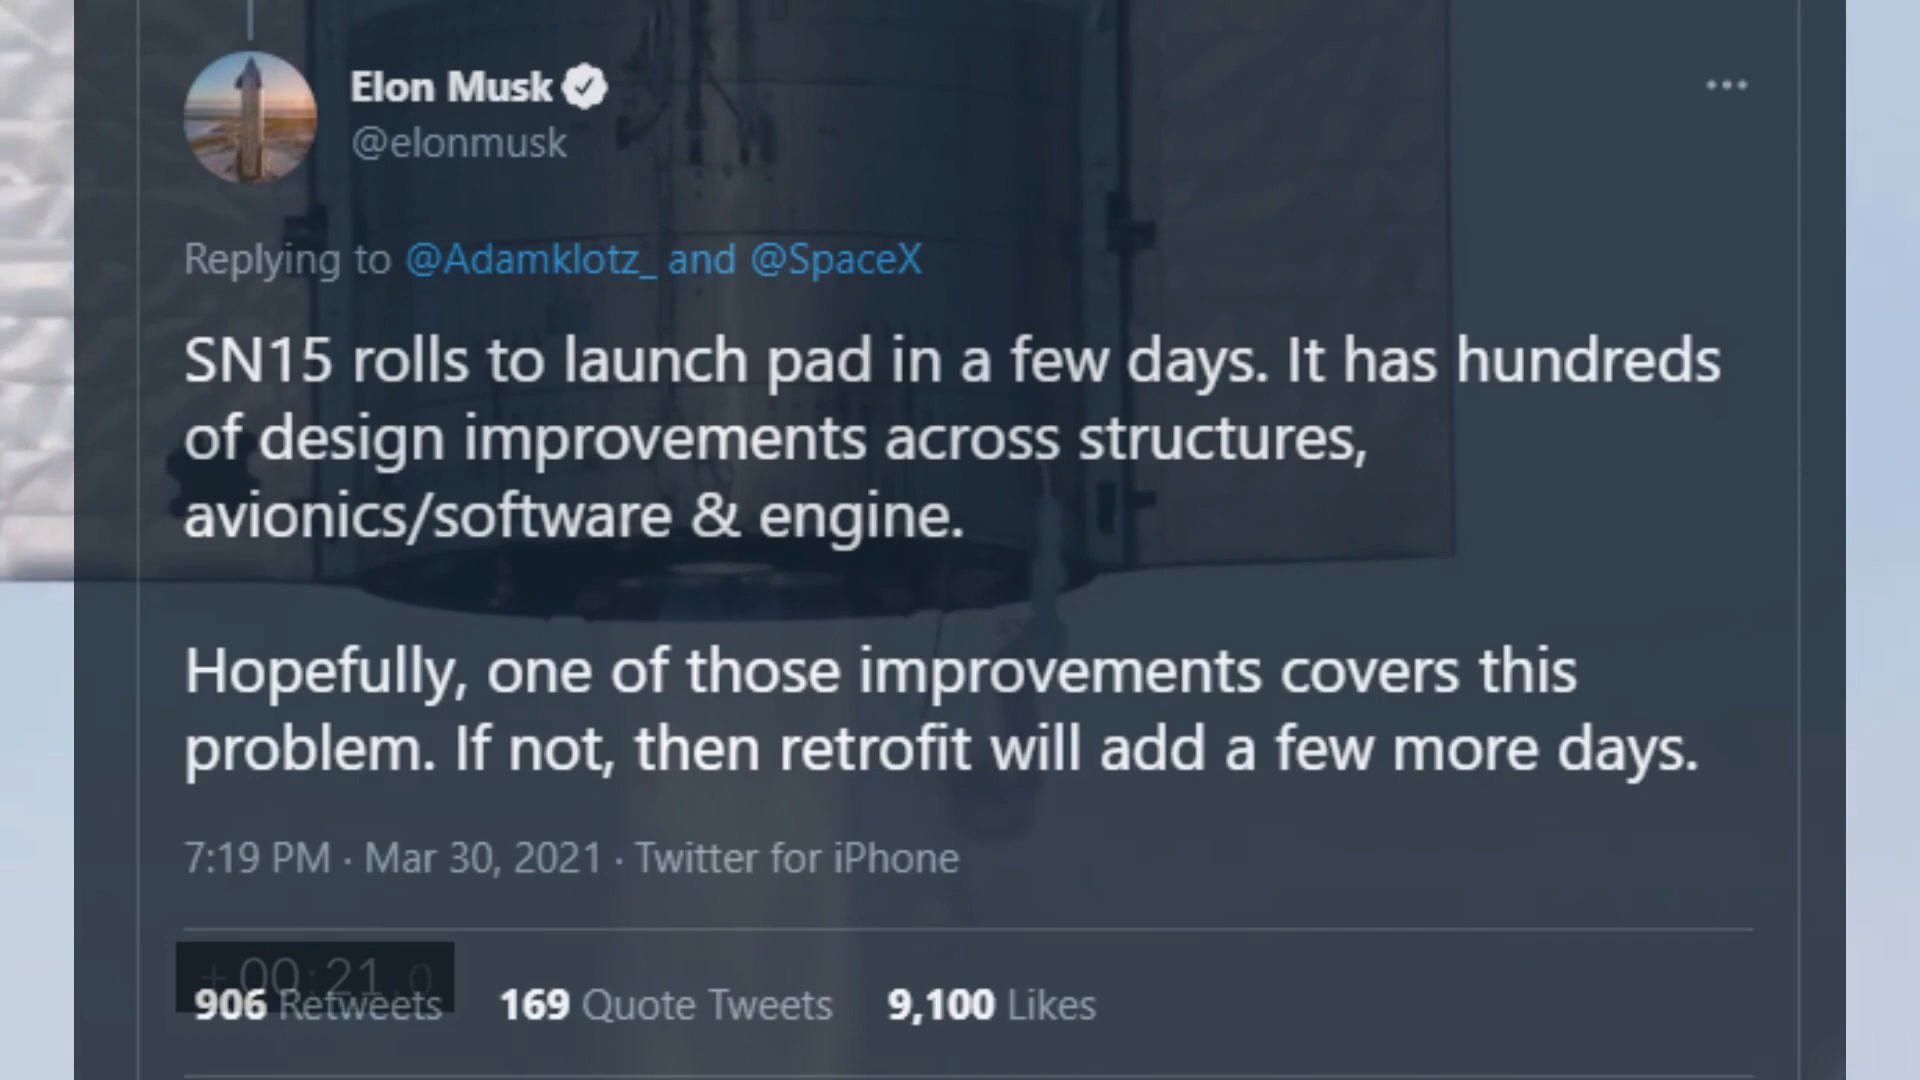 Elon Musk
@elonmusk
Replying to @Adamklotz_ and @SpaceX
SN15 rolls to launch pad in a few days. It has hundreds
of design improvements across structures,
avionics/software & engine.
Hopefully, one of those improvements covers this
problem. If not, then retrofit will add a few more days.
7:19 PM · Mar 30, 2021 · Twitter for iPhone
+00:21.0
906 Retweets 169 Quote Tweets 9,100 Likes